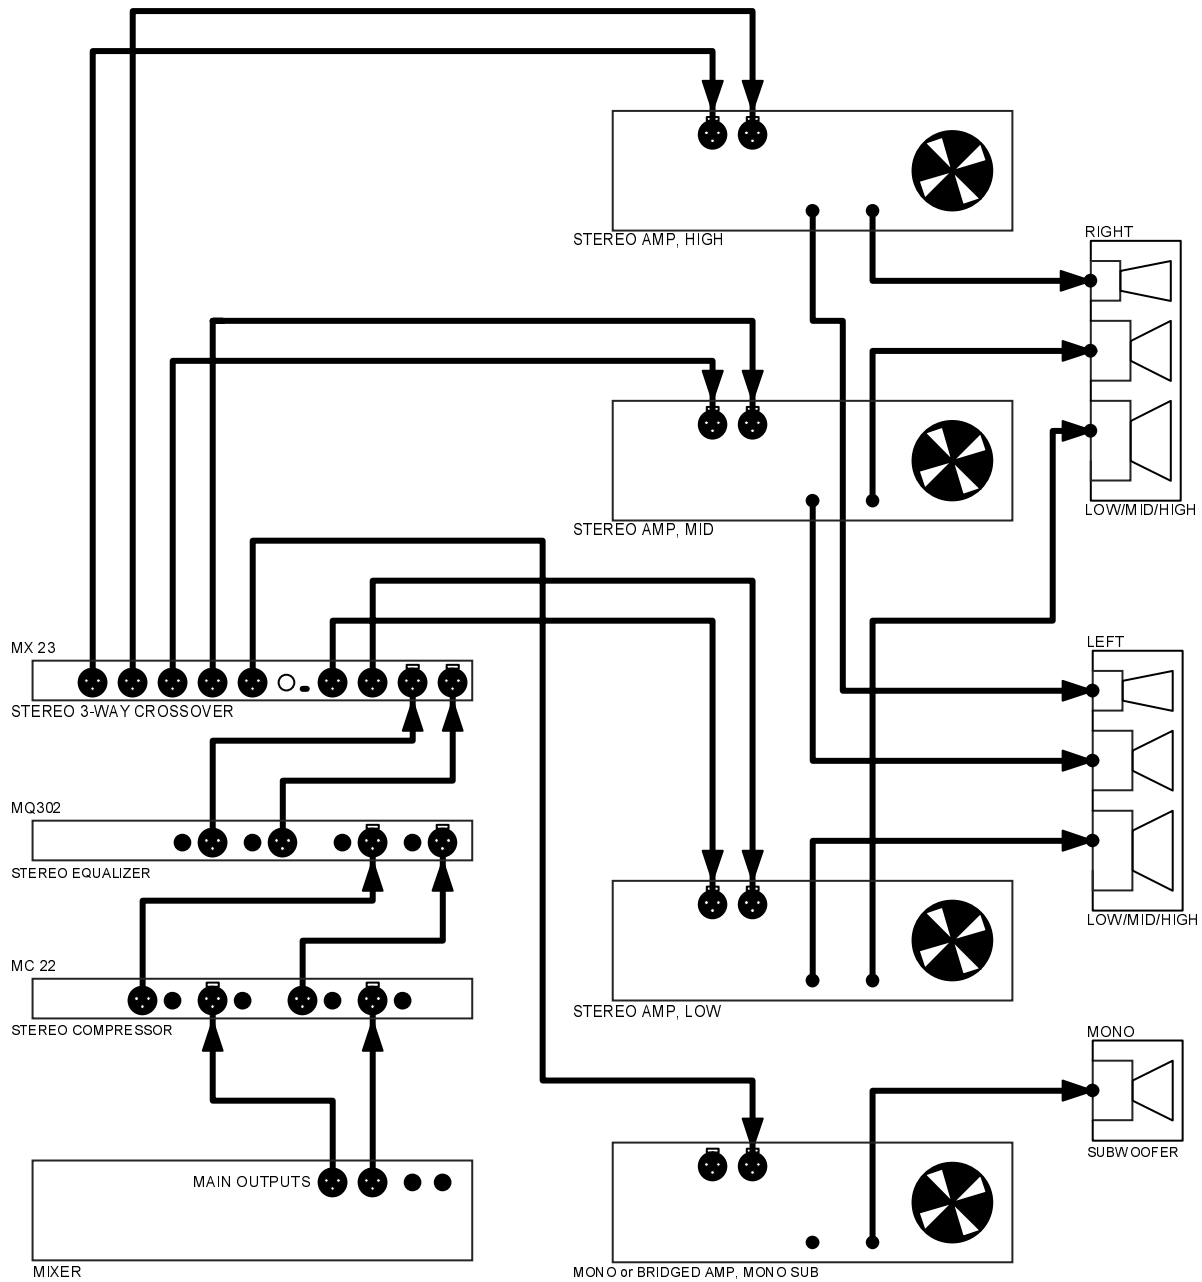 STEREO AMP, HIGH
RIGHT
LOW/MID/HIGH
STEREO AMP, MID
MX 23
STEREO 3-WAY CROSSOVER
LEFT
LOW/MID/HIGH
MQ302
STEREO EQUALIZER
MC 22
STEREO COMPRESSOR
STEREO AMP, LOW
MONO
SUBWOOFER
MAIN OUTPUTS
MIXER
MONO or BRIDGED AMP, MONO SUB